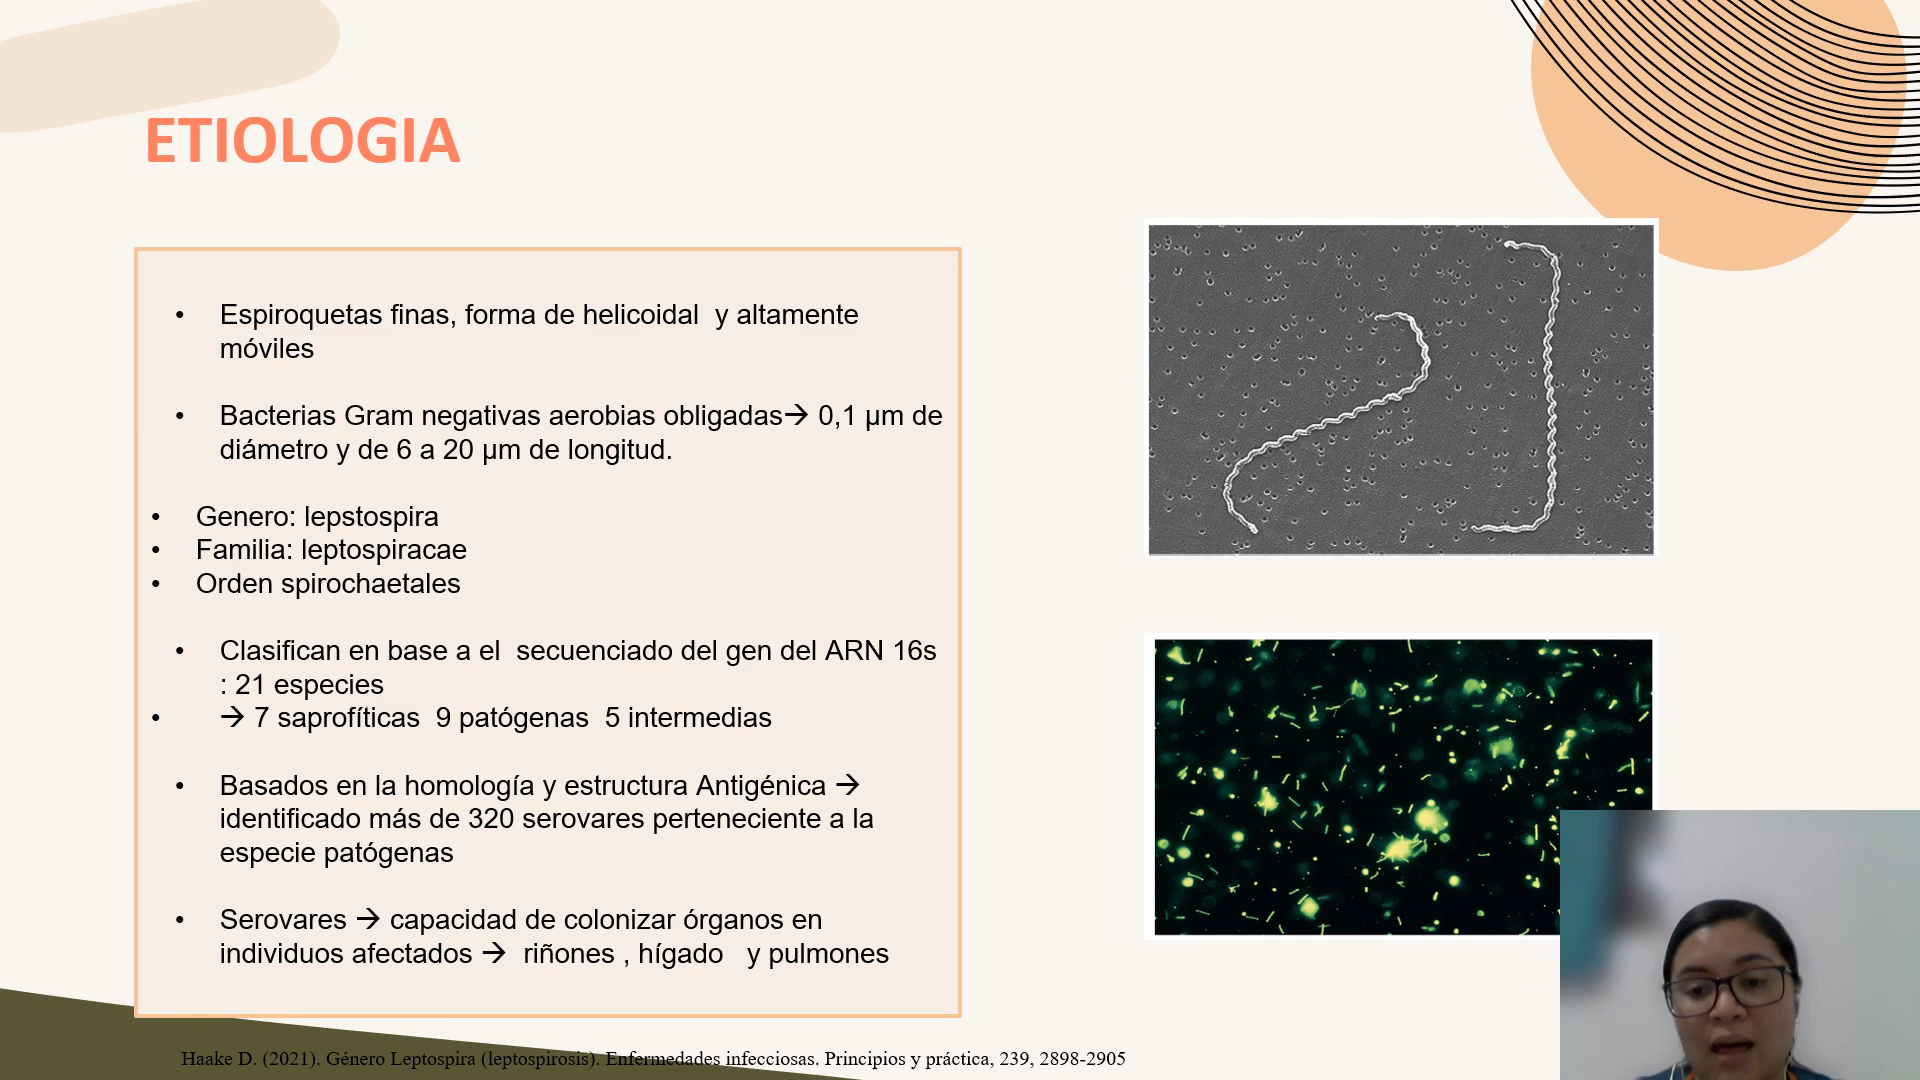 ETIOLOGIA
• Espiroquetas finas, forma de helicoidal y altamente
móviles
• Bacterias Gram negativas aerobias obligadas→ 0,1 μm de
diámetro y de 6 a 20 μm de longitud.
• Genero: lepstospira
• Familia: leptospiracae
• Orden spirochaetales
• Clasifican en base a el secuenciado del gen del ARN 16s
: 21 especies
• → 7 saprofíticas 9 patógenas 5 intermedias
• Basados en la homología y estructura Antigénica →
identificado más de 320 serovares perteneciente a la
especie patógenas
• Serovares → capacidad de colonizar órganos en
individuos afectados → riñones , hígado y pulmones
Haake D. (2021). Género Leptospira (leptospirosis). Enfermedades infecciosas. Principios y práctica, 239, 2898-2905